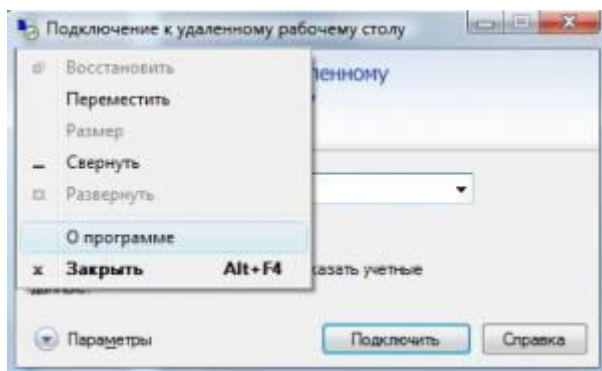 Подключение к удаленному рабочему столу
Восстановить
ленному
Переместить
Размер
Свернуть
Развернуть
О программе
Закрыть Alt+F4
казать учетные
Параметры
Подключить
Справка